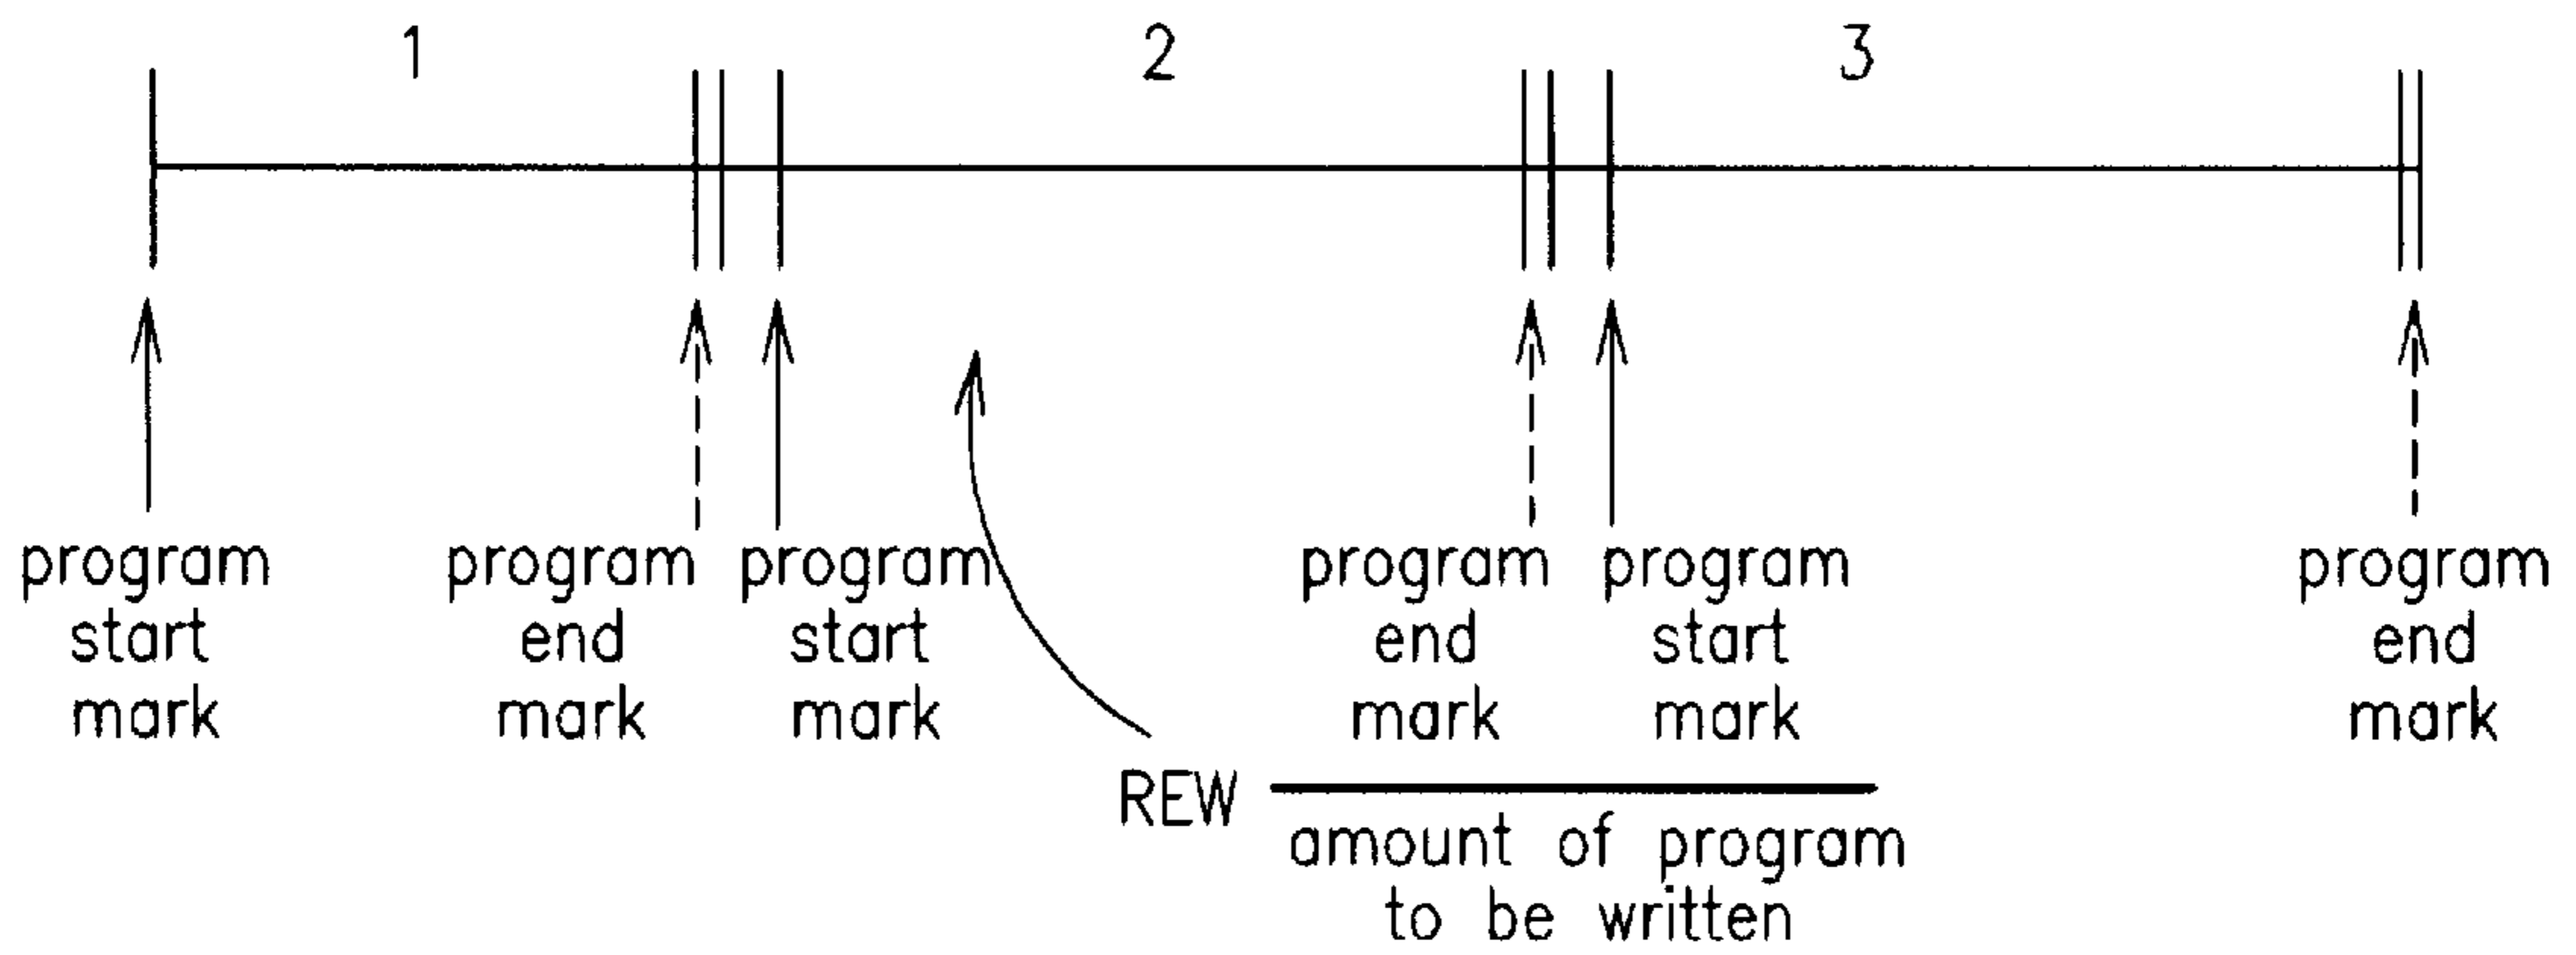 1 2 3
program program program program program program
start end start end start end
mark mark mark mark mark mark
REW
amount of program
to be written